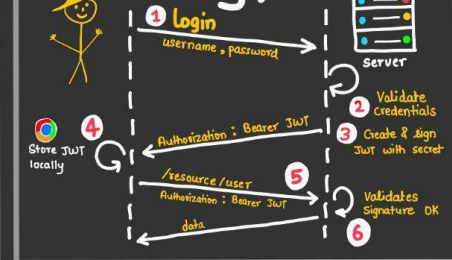 1 Login
username, password
server
2 Validate
credentials
Authorization : Bearer JWT
3 Create & sign
JWT with secret
4
Store JWT
locally
/resource/user 5
Authorization : Bearer JWT
Validates
Signature OK
data
6